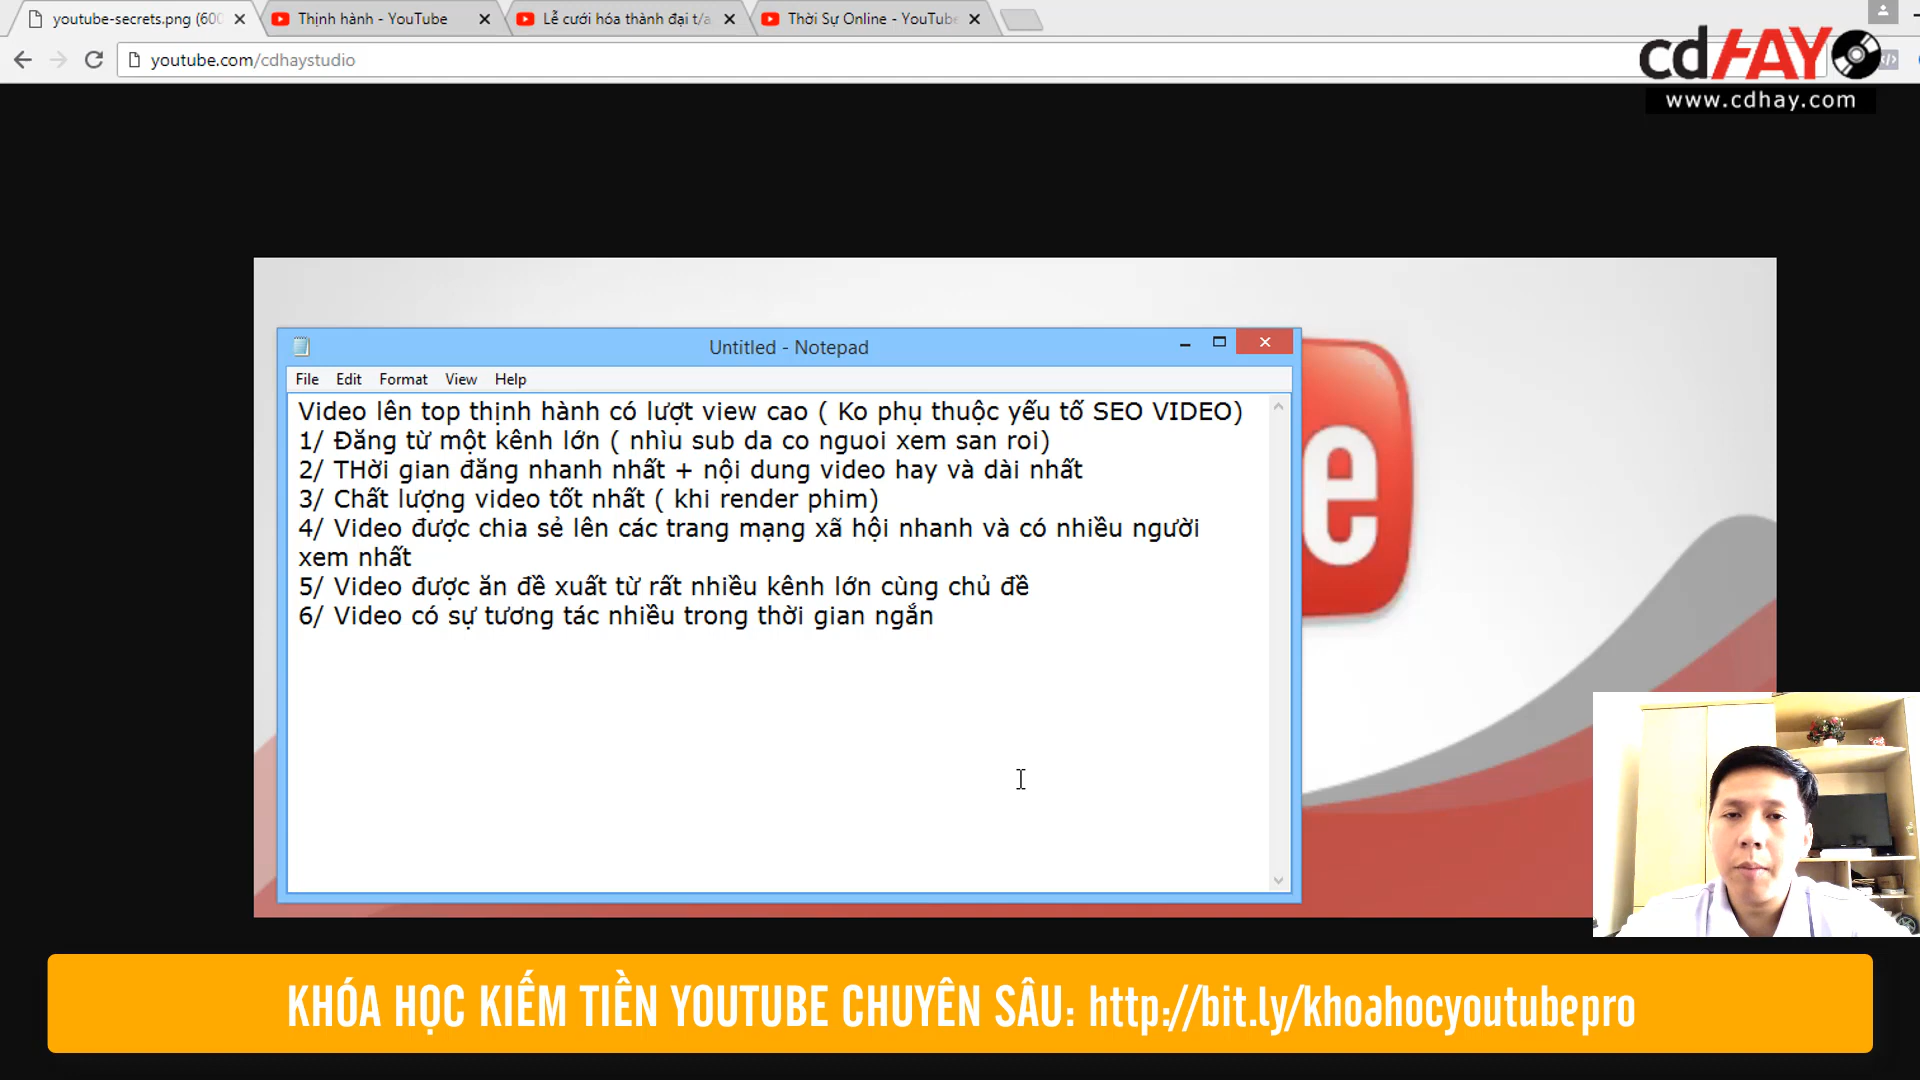 youtube-secrets.png (600
Thịnh hành - YouTube
Lễ cưới hóa thành đại t/a
Thời Sự Online - YouTube
youtube.com/cdhaystudio
cdHAY
www.cdhay.com
Untitled - Notepad
File Edit Format View Help
Video lên top thịnh hành có lượt view cao ( Ko phụ thuộc yếu tố SEO VIDEO)
1/ Đăng từ một kênh lớn ( nhìu sub da co nguoi xem san roi)
2/ THời gian đăng nhanh nhất + nội dung video hay và dài nhất
3/ Chất lượng video tốt nhất ( khi render phim)
4/ Video được chia sẻ lên các trang mạng xã hội nhanh và có nhiều người
xem nhất
5/ Video được ăn đề xuất từ rất nhiều kênh lớn cùng chủ đề
6/ Video có sự tương tác nhiều trong thời gian ngắn
e
KHÓA HỌC KIẾM TIỀN YOUTUBE CHUYÊN SÂU: http://bit.ly/khoahocyoutubepro